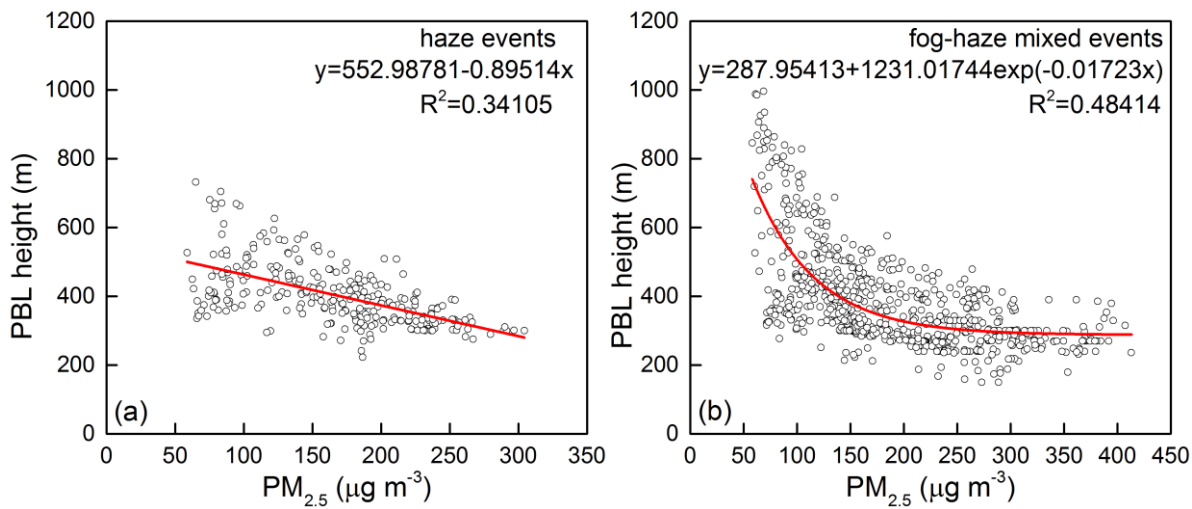 haze events
y=552.98781-0.89514x
R²=0.34105
PBL height (m)
1200
1000
800
600
400
200
0
(a)
0 50 100 150 200 250 300 350
PM₂.₅ (μg m⁻³)
fog-haze mixed events
y=287.95413+1231.01744exp(-0.01723x)
R²=0.48414
PBL height (m)
1200
1000
800
600
400
200
0
(b)
0 50 100 150 200 250 300 350 400 450
PM₂.₅ (μg m⁻³)